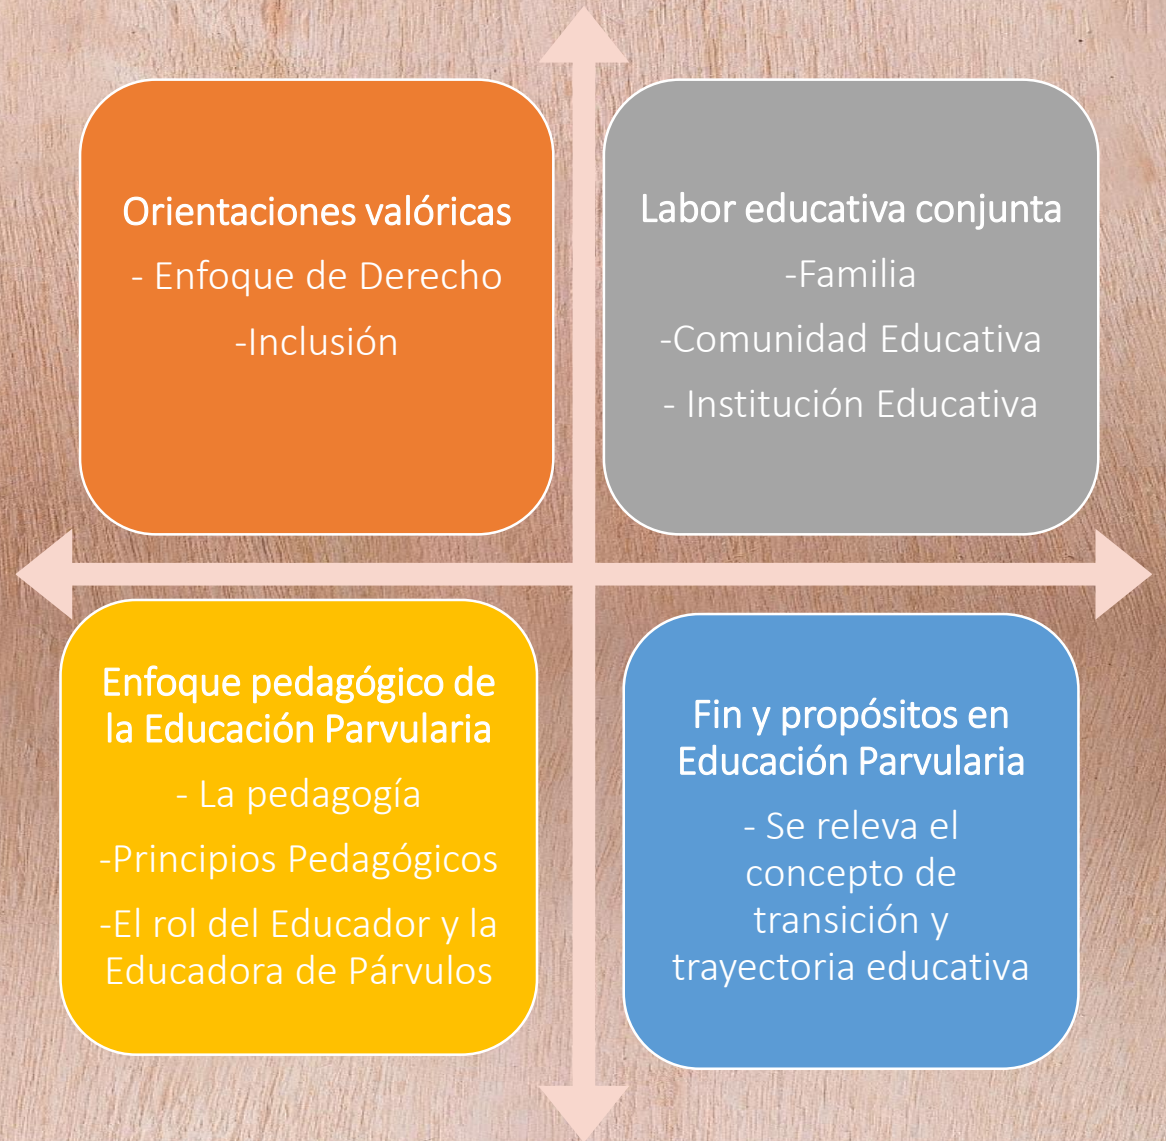 Orientaciones valóricas
- Enfoque de Derecho
-Inclusión
Labor educativa conjunta
-Familia
-Comunidad Educativa
- Institución Educativa
Enfoque pedagógico de
la Educación Parvularia
- La pedagogía
-Principios Pedagógicos
-El rol del Educador y la
Educadora de Párvulos
Fin y propósitos en
Educación Parvularia
- Se releva el
concepto de
transición y
trayectoria educativa